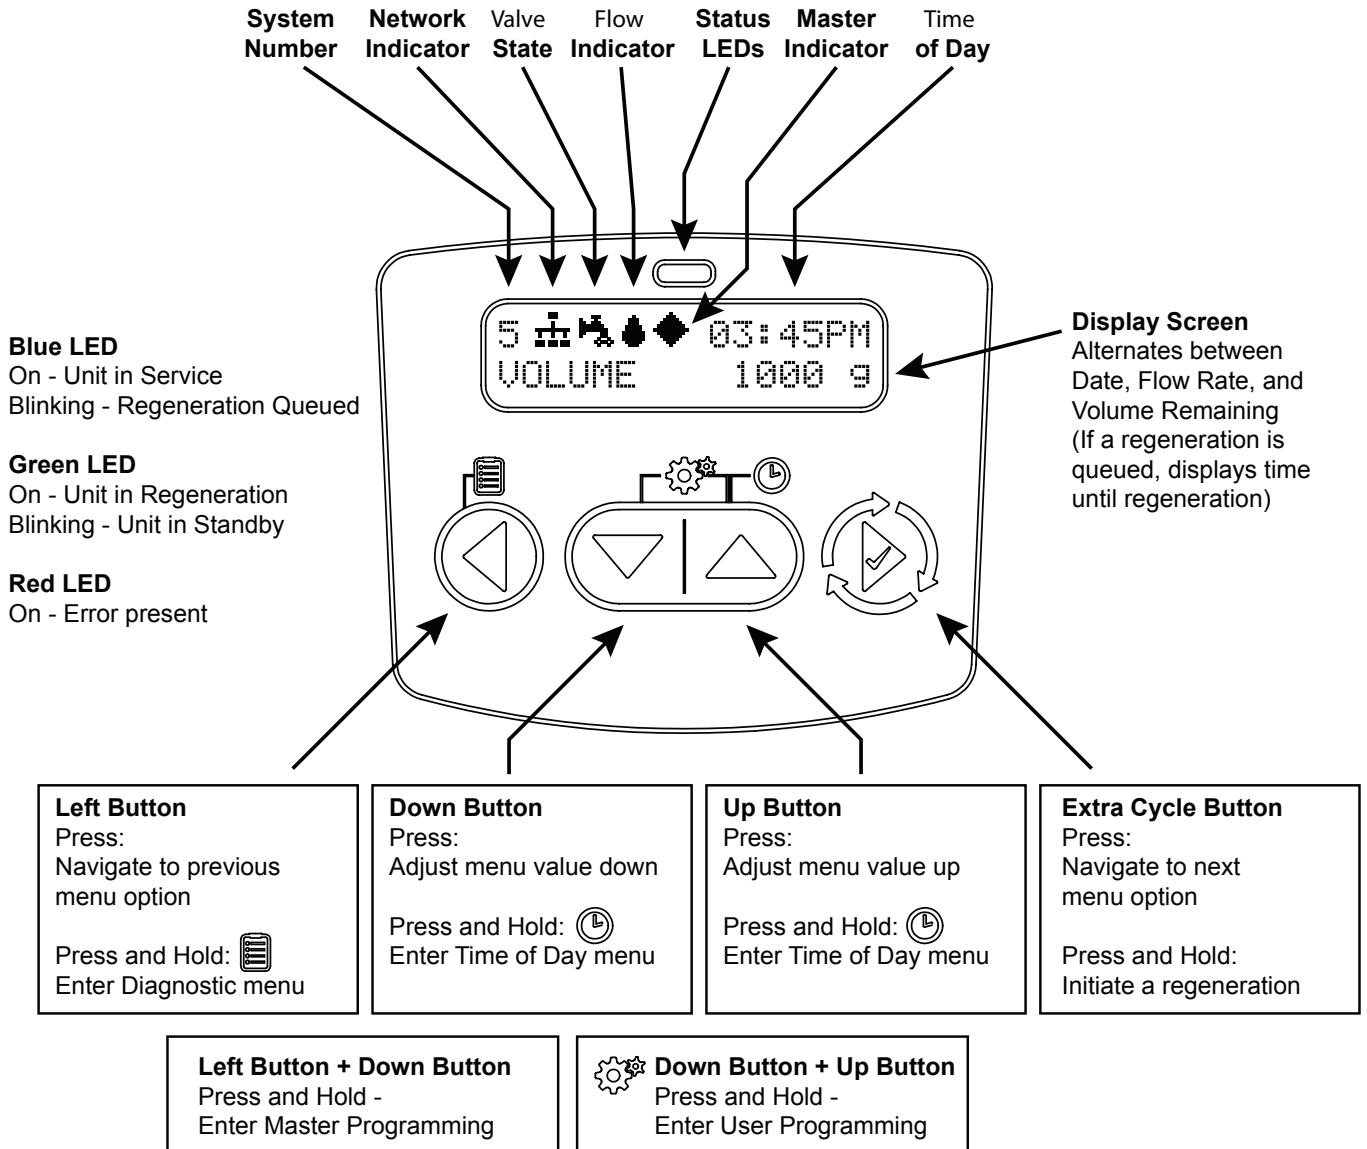 System Number
Network Indicator
Valve State
Flow Indicator
Status LEDs
Master Indicator
Time of Day
5 03:45PM
VOLUME 1000 g
Display Screen
Alternates between
Date, Flow Rate, and
Volume Remaining
(If a regeneration is
queued, displays time
until regeneration)
Blue LED
On - Unit in Service
Blinking - Regeneration Queued
Green LED
On - Unit in Regeneration
Blinking - Unit in Standby
Red LED
On - Error present
Left Button
Press:
Navigate to previous
menu option
Press and Hold:
Enter Diagnostic menu
Down Button
Press:
Adjust menu value down
Press and Hold:
Enter Time of Day menu
Up Button
Press:
Adjust menu value up
Press and Hold:
Enter Time of Day menu
Extra Cycle Button
Press:
Navigate to next
menu option
Press and Hold:
Initiate a regeneration
Left Button + Down Button
Press and Hold -
Enter Master Programming
Down Button + Up Button
Press and Hold -
Enter User Programming